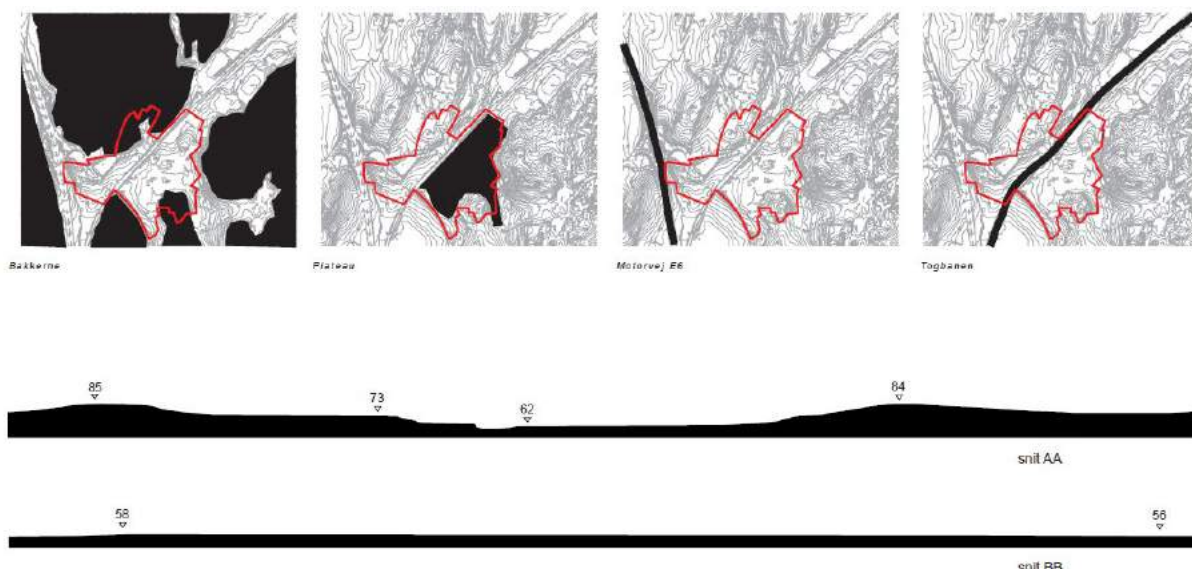 Bakkerne
Plateau
Motorvej E6
Togbanen
85
73
62
84
snit AA
58
56
snit BB